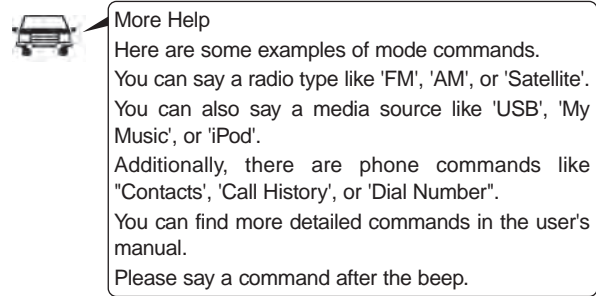 More Help
Here are some examples of mode commands.
You can say a radio type like 'FM', 'AM', or 'Satellite'.
You can also say a media source like 'USB', 'My
Music', or 'iPod'.
Additionally, there are phone commands like
"Contacts', 'Call History', or 'Dial Number".
You can find more detailed commands in the user's
manual.
Please say a command after the beep.